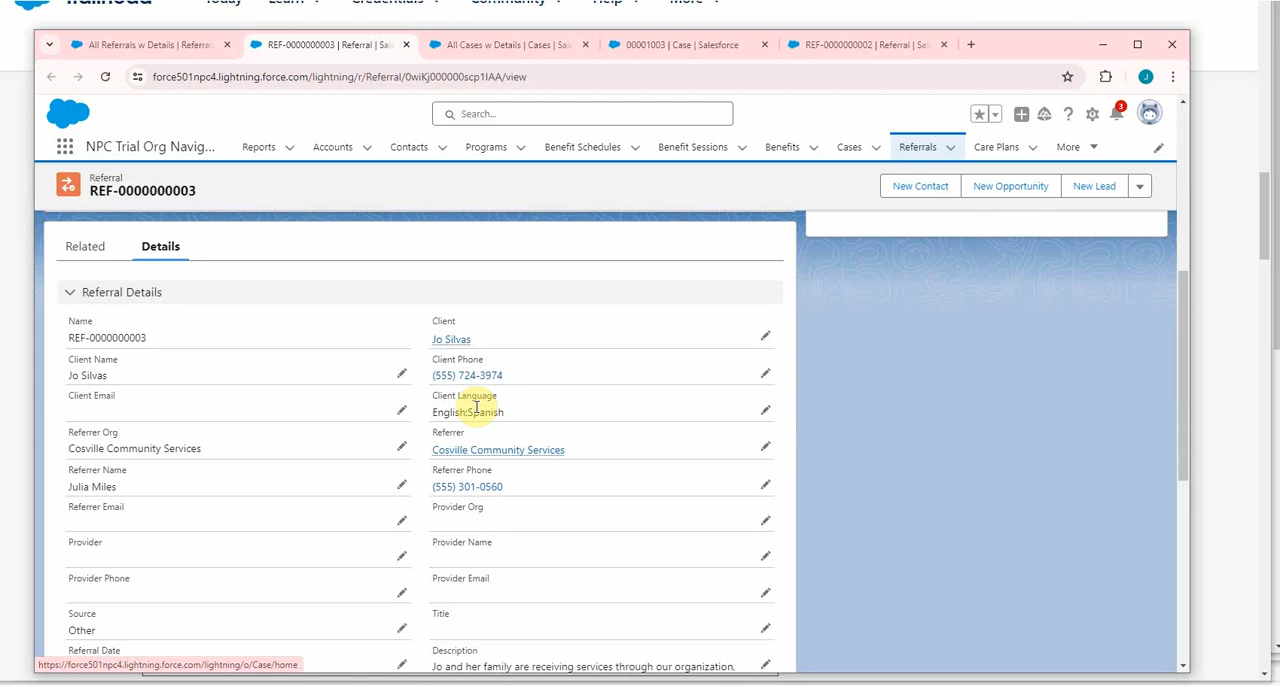 Today Learn Credentials Community Help More
All Referrals w Details | Referra
REF-0000000003 | Referral | Sal
All Cases w Details | Cases | Sal
00001003 | Case | Salesforce
REF-0000000002 | Referral | Sal
force501npc4.lightning.force.com/lightning/r/Referral/0wiKj000000scp1IAA/view
J
Search...
3
NPC Trial Org Navig... Reports Accounts Contacts Programs Benefit Schedules Benefit Sessions Benefits Cases Referrals Care Plans More
Referral
REF-0000000003
New Contact New Opportunity New Lead
Related Details
Referral Details
Name Client
REF-0000000003 Jo Silvas
Client Name Client Phone
Jo Silvas (555) 724-3974
Client Email Client Language
English;Spanish
Referrer Org Referrer
Cosville Community Services Cosville Community Services
Referrer Name Referrer Phone
Julia Miles (555) 301-0560
Referrer Email Provider Org
Provider Provider Name
Provider Phone Provider Email
Source Title
Other
Referral Date Description
Jo and her family are receiving services through our organization,
https://force501npc4.lightning.force.com/lightning/o/Case/home